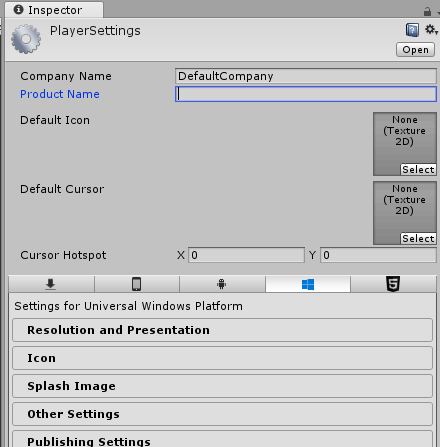 Inspector
PlayerSettings
Open
Company Name DefaultCompany
Product Name
Default Icon
None
(Texture
2D)
Select
Default Cursor
None
(Texture
2D)
Select
Cursor Hotspot X 0 Y 0
Settings for Universal Windows Platform
Resolution and Presentation
Icon
Splash Image
Other Settings
Publishing Settings